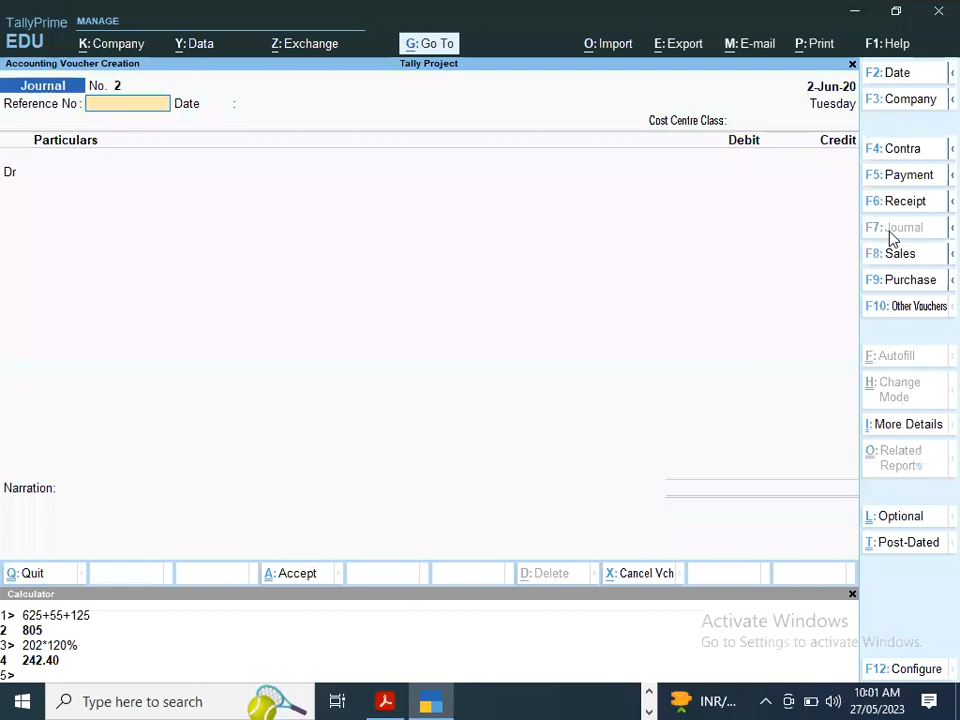 TallyPrime
EDU
MANAGE
K: Company
Y: Data
Z: Exchange
G: Go To
O: Import
E: Export
M: E-mail
P: Print
F1: Help
Accounting Voucher Creation
Tally Project
Journal No. 2
2-Jun-20
Reference No: Date :
Tuesday
Cost Centre Class:
Particulars
Debit
Credit
Dr
Narration:
F2: Date
F3: Company
F4: Contra
F5: Payment
F6: Receipt
F7: Journal
F8: Sales
F9: Purchase
F10: Other Vouchers
F: Autofill
H: Change
Mode
I: More Details
O: Related
Reports
L: Optional
T: Post-Dated
F12: Configure
Q: Quit
A: Accept
D: Delete
X: Cancel Vch
Calculator
1> 625+55+125
2 805
3> 202*120%
4 242.40
5>
Activate Windows
Go to Settings to activate Windows.
Type here to search
INR/...
10:01 AM
27/05/2023